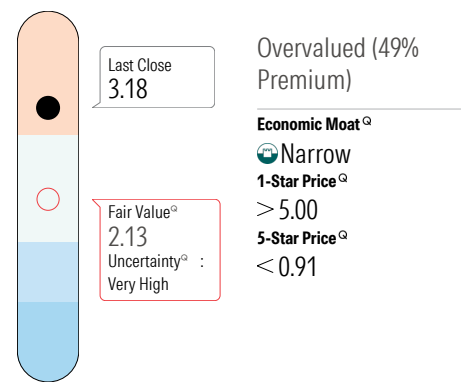 Last Close
3.18
Fair Value Q
2.13
Uncertainty Q :
Very High
Overvalued (49%
Premium)
Economic Moat Q
Narrow
1-Star Price Q
>5.00
5-Star Price Q
<0.91